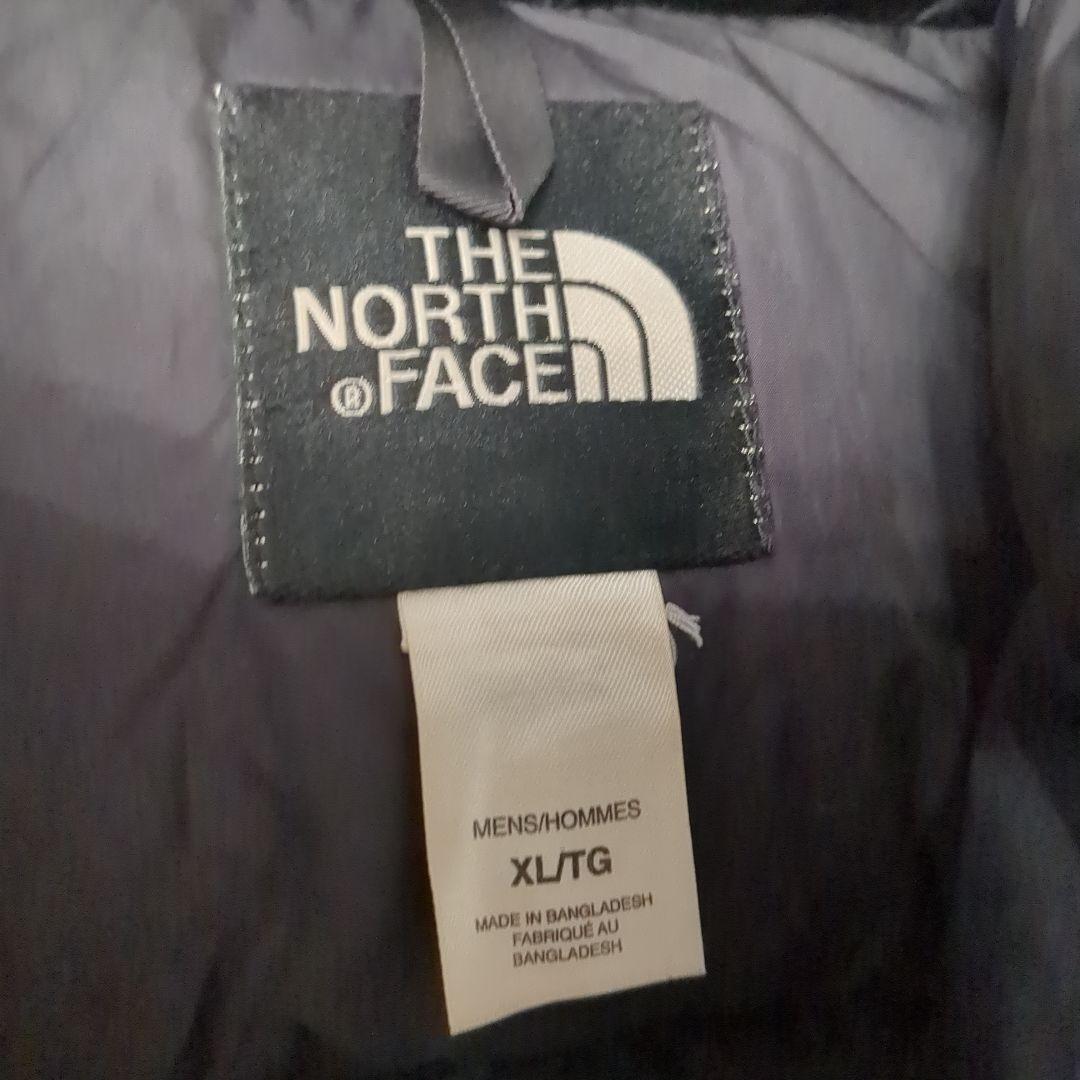 THE
NORTH
®FACE
MENS/HOMMES
XL/TG
MADE IN BANGLADESH
FABRIQUÉ AU
BANGLADESH